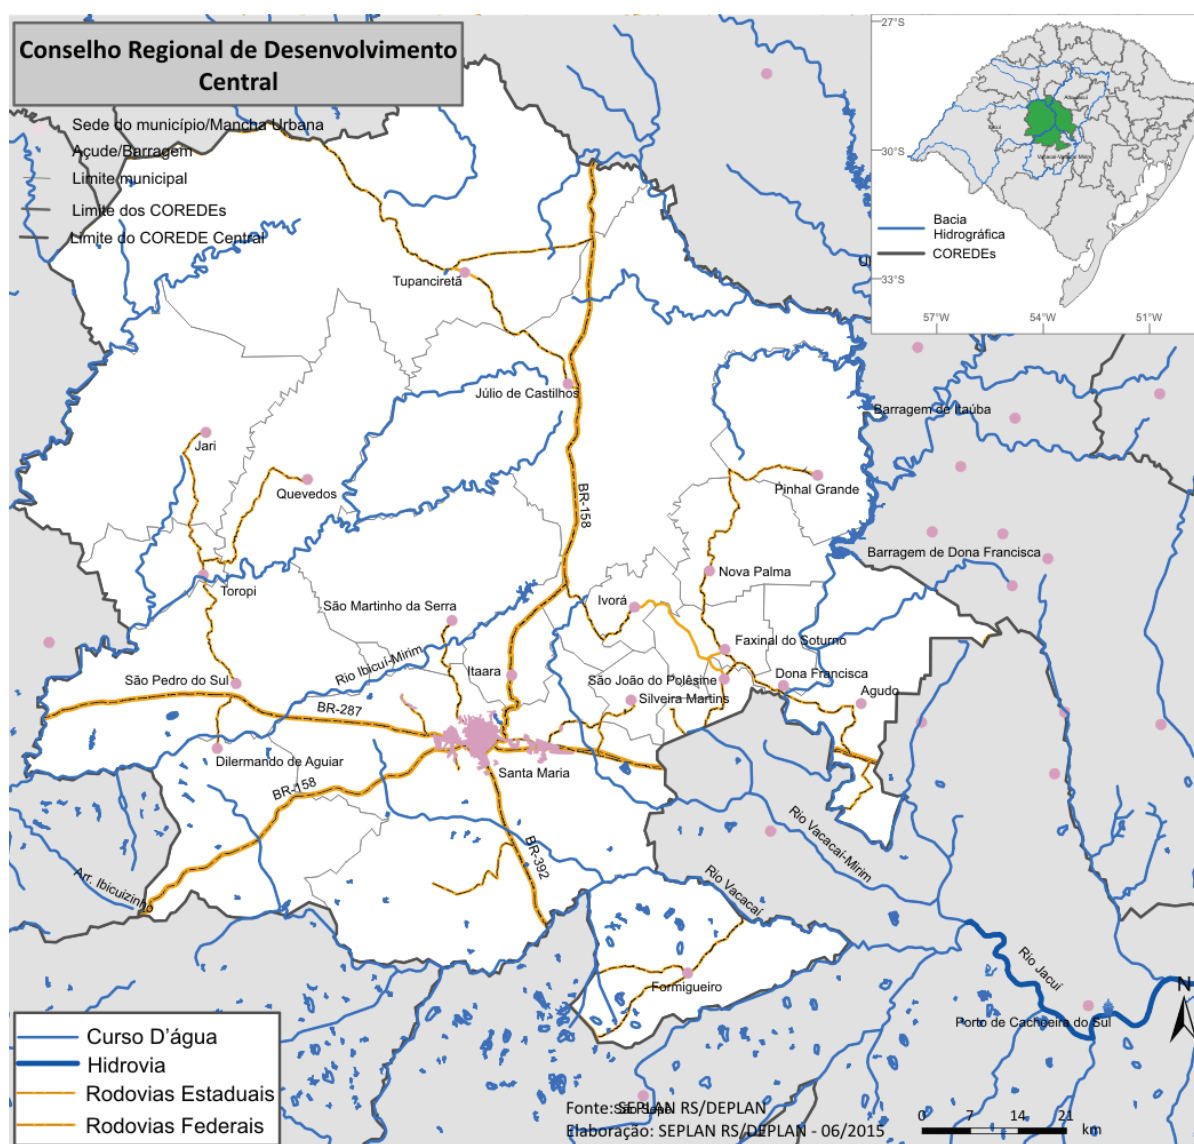 Conselho Regional de Desenvolvimento
Central
Sede do município/Mancha Urbana
Açude/Barragem
Limite municipal
Limite dos COREDEs
Limite do COREDE Central
27°S
30°S
33°S
57°W
54°W
51°W
Bacia
Hidrográfica
COREDEs
Tupanciretã
Júlio de Castilhos
Jari
Quevedos
BR-158
Pinhal Grande
Barragem de Itaúba
Barragem de Dona Francisca
Toropi
Nova Palma
São Martinho da Serra
Ivorá
Faxinal do Soturno
Rio Ibicuí-Mirim
Itaara
São João do Polêsine
Dona Francisca
São Pedro do Sul
Silveira Martins
Agudo
BR-287
Dilermando de Aguiar
Santa Maria
BR-158
BR-392
Rio Vacacaí-Mirim
Rio Vacacaí
Arr. Ibicuizinho
Rio Jacuí
Formigueiro
N
Porto de Cachoeira do Sul
Curso D'água
Hidrovia
Rodovias Estaduais
Rodovias Federais
Fonte: SEPLAN RS/DEPLAN
Elaboração: SEPLAN RS/DEPLAN - 06/2015
0 7 14 21
km